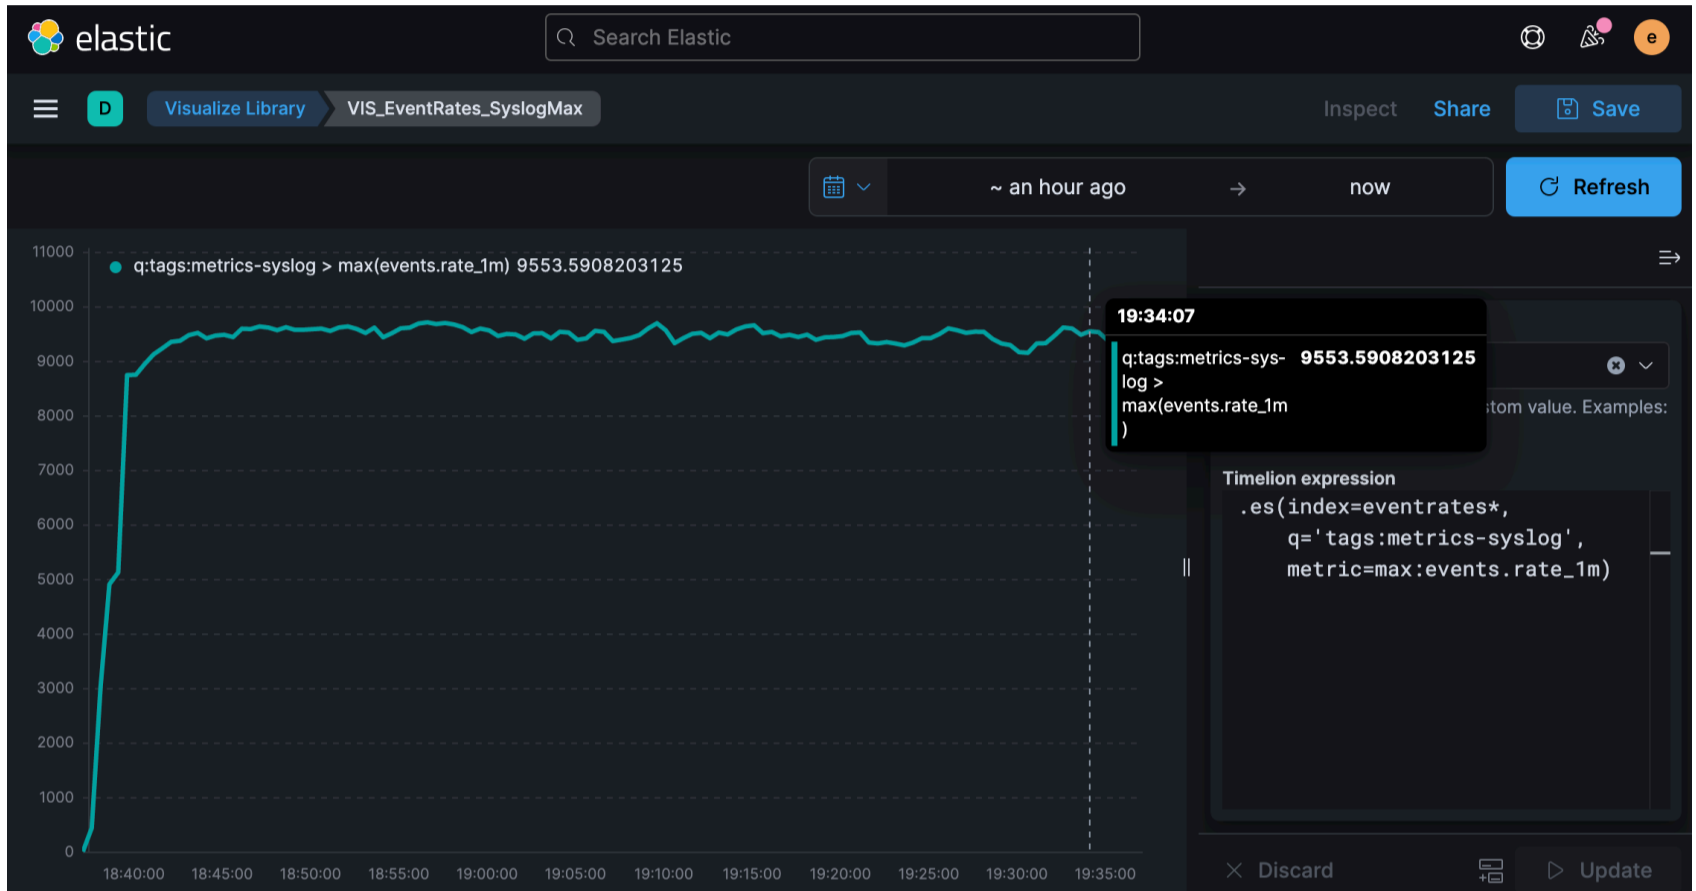 elastic
Search Elastic
e
D
Visualize Library
VIS_EventRates_SyslogMax
Inspect
Share
Save
~ an hour ago
→
now
Refresh
11000
10000
9000
8000
7000
6000
5000
4000
3000
2000
1000
0
q:tags:metrics-syslog > max(events.rate_1m) 9553.5908203125
19:34:07
q:tags:metrics-sys- 9553.5908203125
log >
max(events.rate_1m
)
value. Examples:
Timelion expression
.es(index=eventrates*,
q='tags:metrics-syslog',
metric=max:events.rate_1m)
18:40:00 18:45:00 18:50:00 18:55:00 19:00:00 19:05:00 19:10:00 19:15:00 19:20:00 19:25:00 19:30:00 19:35:00
Discard
Update